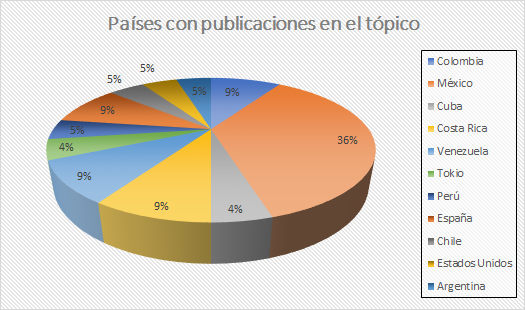 Países con publicaciones en el tópico
5%
5%
5%
9%
9%
36%
5%
4%
9%
9%
4%
Colombia
México
Cuba
Costa Rica
Venezuela
Tokio
Perú
España
Chile
Estados Unidos
Argentina